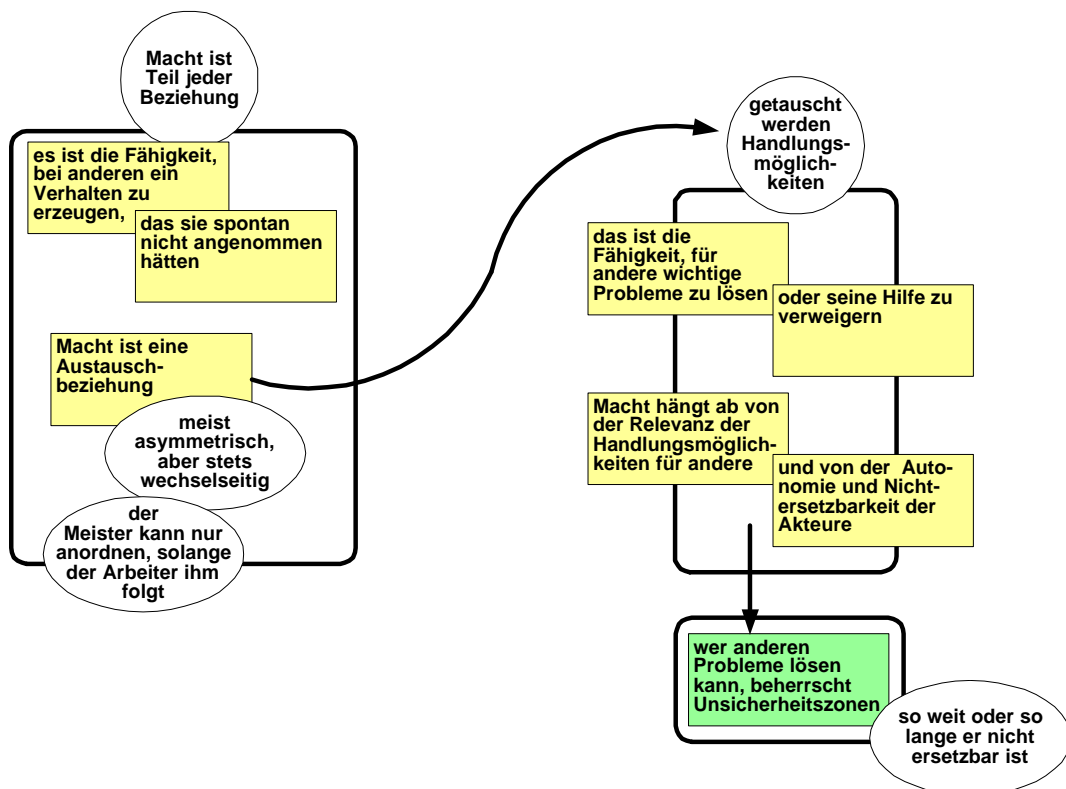 Macht ist
Teil jeder
Beziehung
es ist die Fähigkeit,
bei anderen ein
Verhalten zu
erzeugen,
das sie spontan
nicht angenommen
hätten
Macht ist eine
Austausch-
beziehung
meist
asymmetrisch,
aber stets
wechselseitig
der
Meister kann nur
anordnen, solange
der Arbeiter ihm
folgt
getauscht
werden
Handlungs-
möglich-
keiten
das ist die
Fähigkeit, für
andere wichtige
Probleme zu lösen
oder seine Hilfe zu
verweigern
Macht hängt ab von
der Relevanz der
Handlungsmöglich-
keiten für andere
und von der Auto-
nomie und Nicht-
ersetzbarkeit der
Akteure
wer anderen
Probleme lösen
kann, beherrscht
Unsicherheitszonen
so weit oder so
lange er nicht
ersetzbar ist